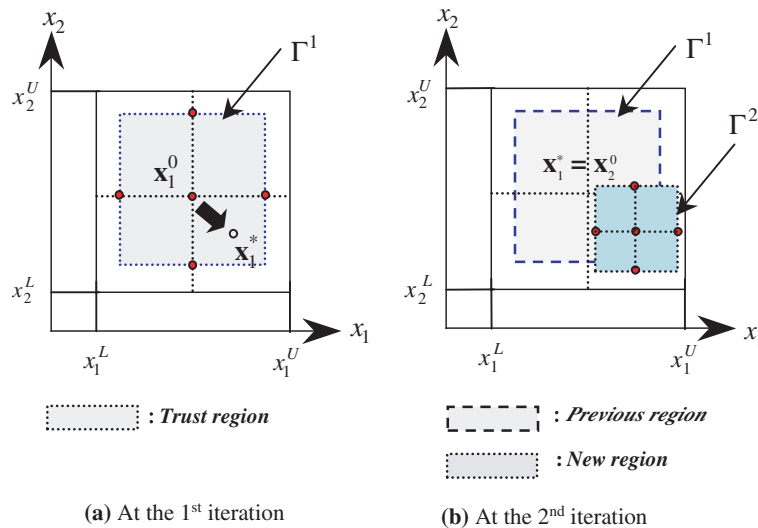 x₂
Γ¹
x₂ᵁ
x₁⁰
x₁*
x₂ᴸ
x₁
x₁ᴸ
x₁ᵁ
: Trust region
(a) At the 1st iteration
x₂
Γ¹
x₂ᵁ
Γ²
x₁* = x₂⁰
x₂ᴸ
x
x₁ᴸ
x₁ᵁ
: Previous region
: New region
(b) At the 2nd iteration